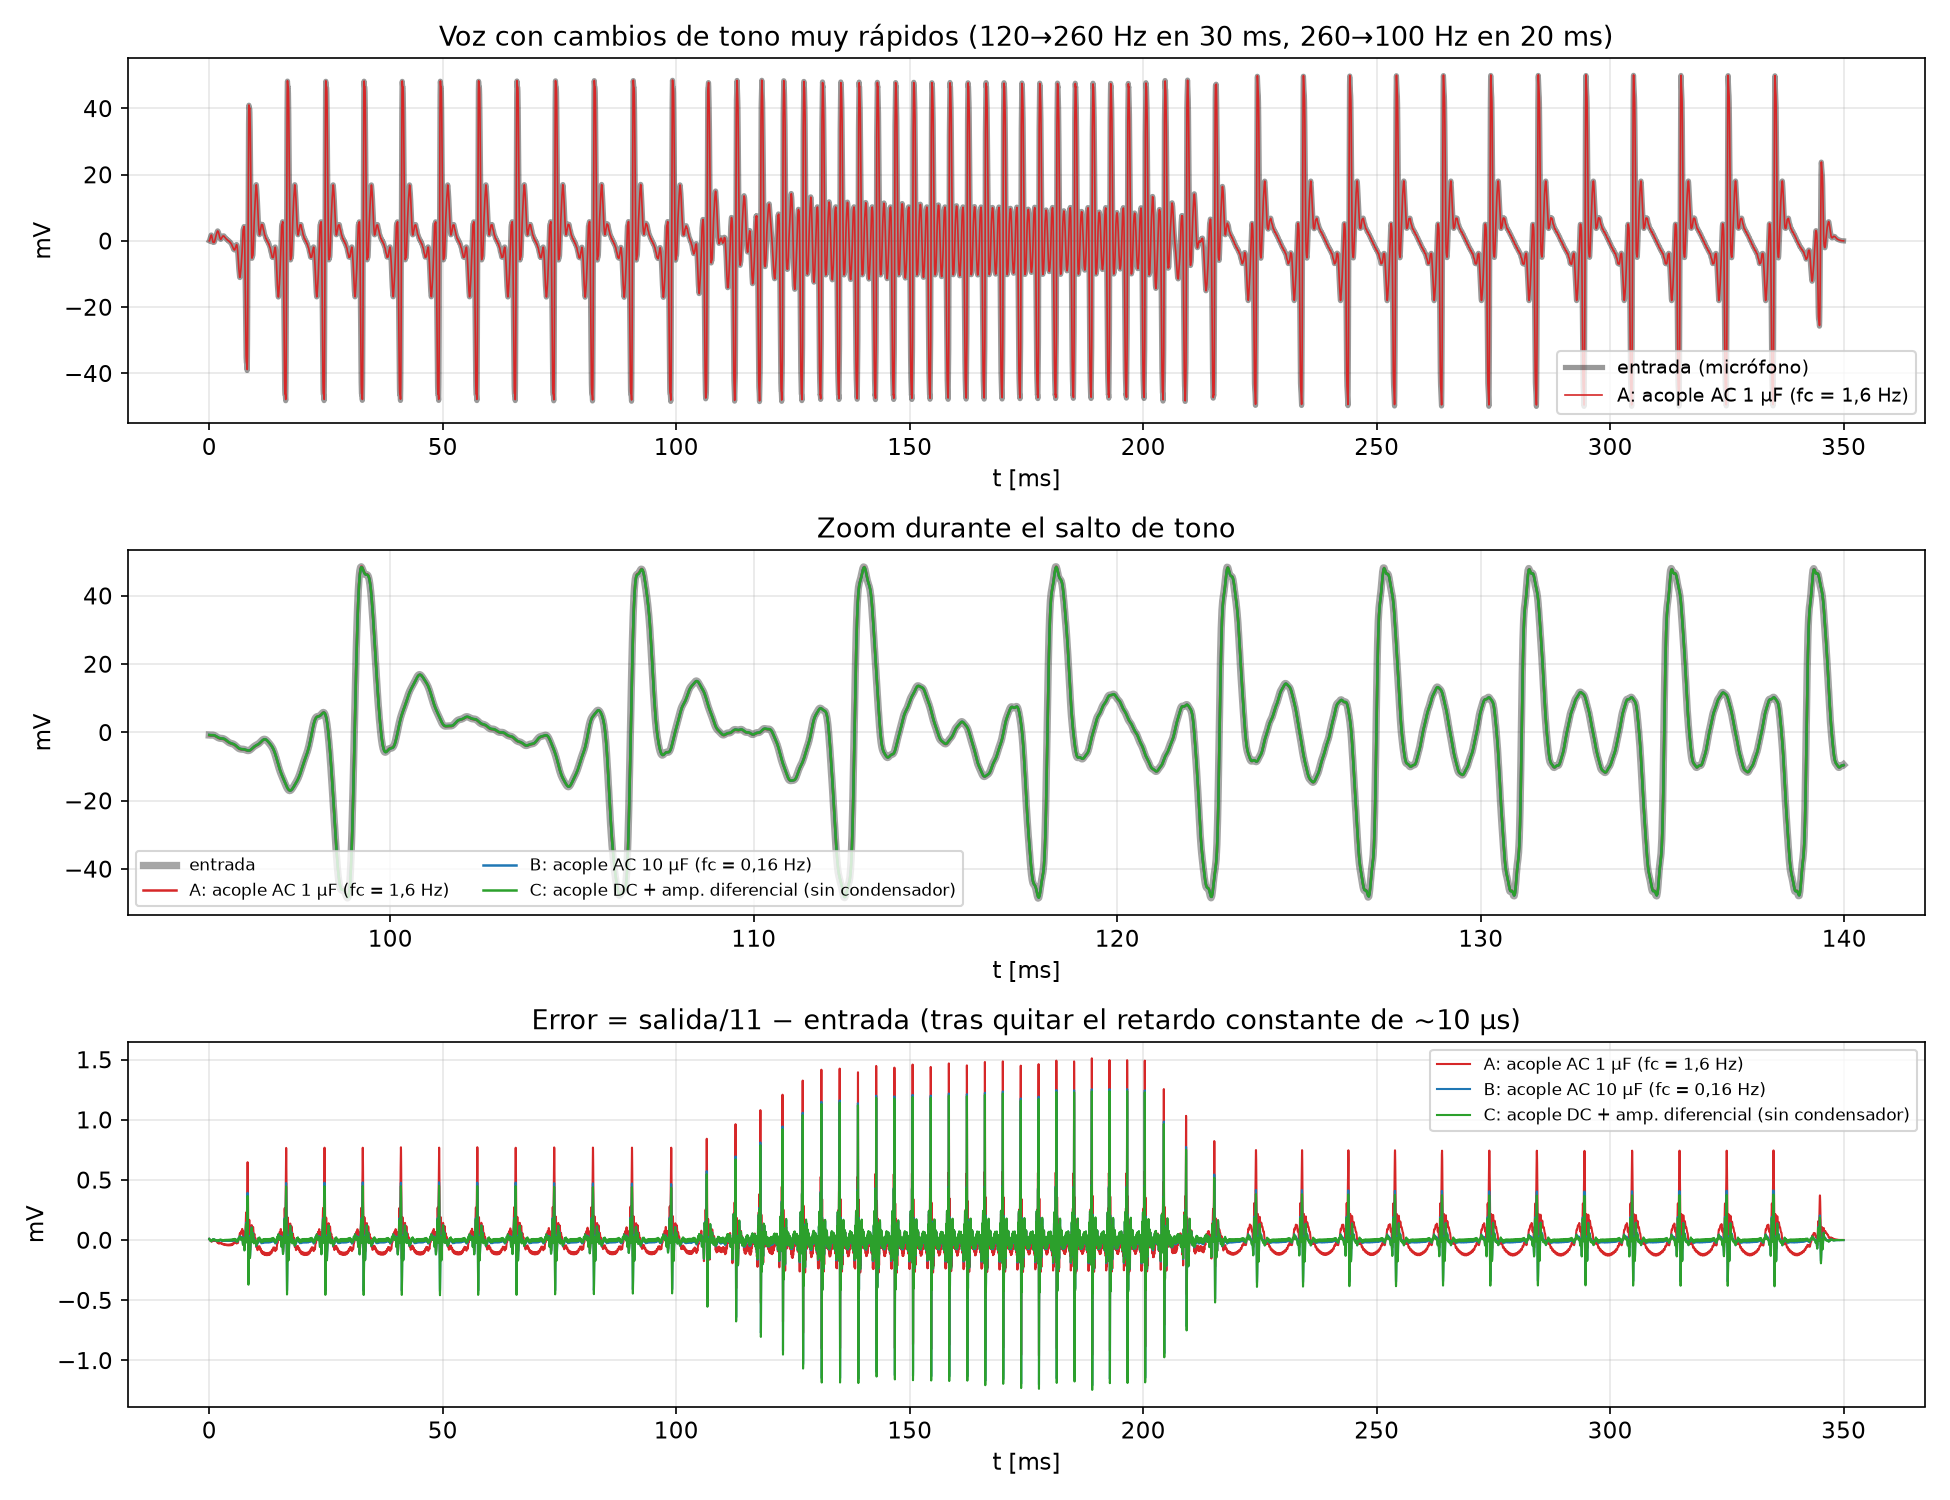 Voz con cambios de tono muy rápidos (120→260 Hz en 30 ms, 260→100 Hz en 20 ms)
mV
40
20
0
−20
−40
entrada (micrófono)
A: acople AC 1 µF (fc = 1,6 Hz)
0 50 100 150 200 250 300 350
t [ms]
Zoom durante el salto de tono
mV
40
20
0
−20
−40
entrada
A: acople AC 1 µF (fc = 1,6 Hz)
B: acople AC 10 µF (fc = 0,16 Hz)
C: acople DC + amp. diferencial (sin condensador)
100 110 120 130 140
t [ms]
Error = salida/11 − entrada (tras quitar el retardo constante de ~10 µs)
mV
1.5
1.0
0.5
0.0
−0.5
−1.0
A: acople AC 1 µF (fc = 1,6 Hz)
B: acople AC 10 µF (fc = 0,16 Hz)
C: acople DC + amp. diferencial (sin condensador)
0 50 100 150 200 250 300 350
t [ms]